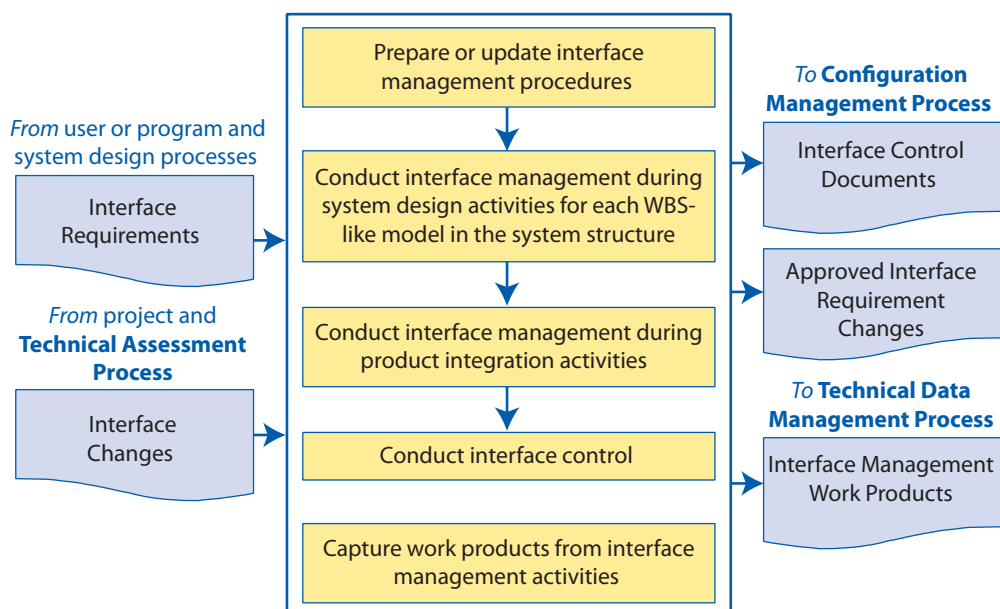 From user or program and
system design processes
Interface
Requirements
From project and
Technical Assessment
Process
Interface
Changes
Prepare or update interface
management procedures
Conduct interface management during
system design activities for each WBS-
like model in the system structure
Conduct interface management during
product integration activities
Conduct interface control
Capture work products from interface
management activities
To Configuration
Management Process
Interface Control
Documents
Approved Interface
Requirement
Changes
To Technical Data
Management Process
Interface Management
Work Products